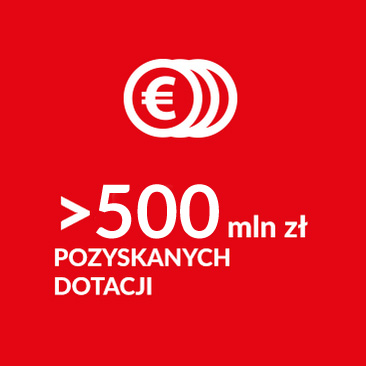 €
>500 mln zł
POZYSKANYCH
DOTACJI